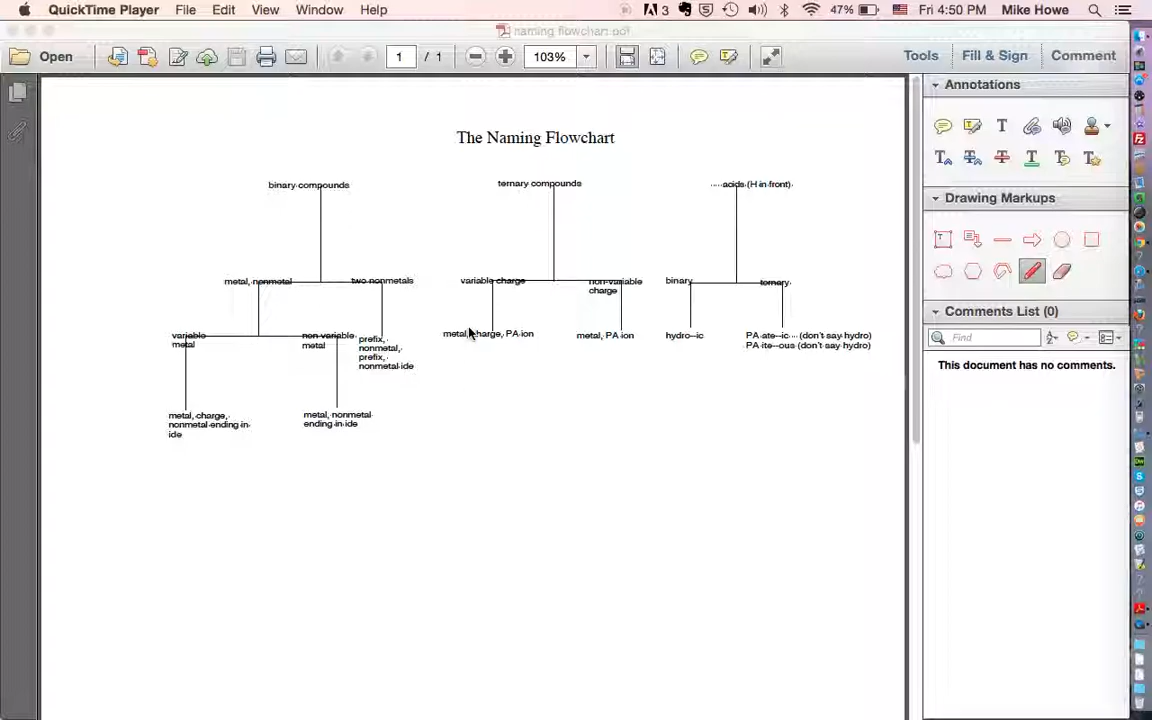 QuickTime Player File Edit View Window Help 3 47% Fri 4:50 PM Mike Howe
naming flowchart.pdf
Open 1 / 1 103% Tools Fill & Sign Comment
Annotations
The Naming Flowchart
binary compounds ternary compounds acids (H in front)
Drawing Markups
metal, nonmetal two nonmetals variable charge non-variable charge binary ternary
variable metal non-variable metal prefix, nonmetal, prefix, nonmetal-ide metal, charge, PA ion metal, PA ion hydro--ic PA-ate--ic (don't say hydro)
PA-ite--ous (don't say hydro)
Comments List (0)
Find
This document has no comments.
metal, charge, metal, nonmetal
nonmetal ending in ending in ide
ide